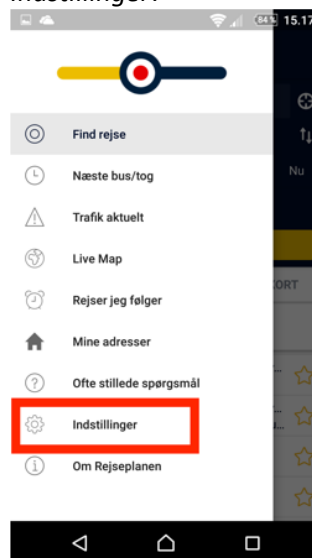 84%
15.17
Find rejse
Næste bus/tog
Nu
Trafik aktuelt
Live Map
ORT
Rejser jeg følger
Mine adresser
Ofte stillede spørgsmål
Indstillinger
Om Rejseplanen